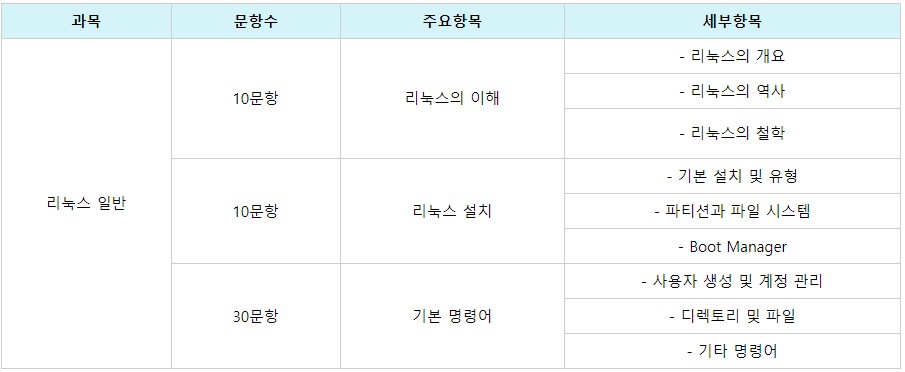 과목 문항수 주요항목 세부항목
리눅스 일반 10문항 리눅스의 이해 - 리눅스의 개요
- 리눅스의 역사
- 리눅스의 철학
10문항 리눅스 설치 - 기본 설치 및 유형
- 파티션과 파일 시스템
- Boot Manager
30문항 기본 명령어 - 사용자 생성 및 계정 관리
- 디렉토리 및 파일
- 기타 명령어